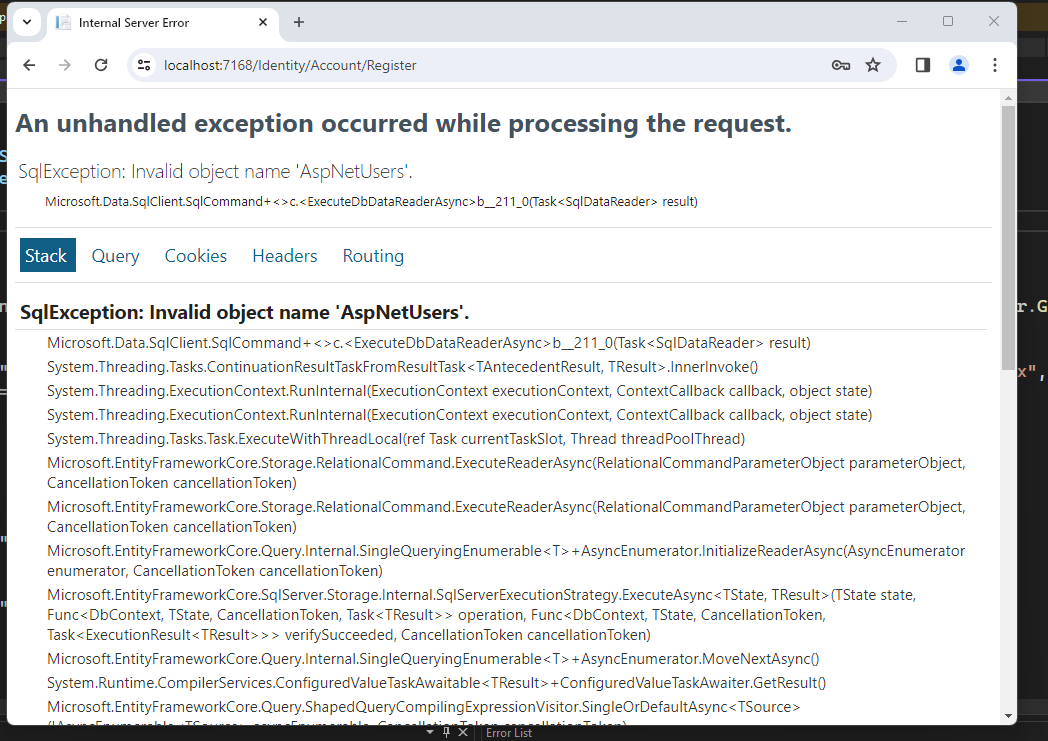 Internal Server Error
localhost:7168/Identity/Account/Register
An unhandled exception occurred while processing the request.
SqlException: Invalid object name 'AspNetUsers'.
Microsoft.Data.SqlClient.SqlCommand+<>c.<ExecuteDbDataReaderAsync>b__211_0(Task<SqlDataReader> result)
Stack Query Cookies Headers Routing
SqlException: Invalid object name 'AspNetUsers'.
Microsoft.Data.SqlClient.SqlCommand+<>c.<ExecuteDbDataReaderAsync>b__211_0(Task<SqlDataReader> result)
System.Threading.Tasks.ContinuationResultTaskFromResultTask<TAntecedentResult, TResult>.InnerInvoke()
System.Threading.ExecutionContext.RunInternal(ExecutionContext executionContext, ContextCallback callback, object state)
System.Threading.ExecutionContext.RunInternal(ExecutionContext executionContext, ContextCallback callback, object state)
System.Threading.Tasks.Task.ExecuteWithThreadLocal(ref Task currentTaskSlot, Thread threadPoolThread)
Microsoft.EntityFrameworkCore.Storage.RelationalCommand.ExecuteReaderAsync(RelationalCommandParameterObject parameterObject,
CancellationToken cancellationToken)
Microsoft.EntityFrameworkCore.Storage.RelationalCommand.ExecuteReaderAsync(RelationalCommandParameterObject parameterObject,
CancellationToken cancellationToken)
Microsoft.EntityFrameworkCore.Query.Internal.SingleQueryingEnumerable<T>+AsyncEnumerator.InitializeReaderAsync(AsyncEnumerator
enumerator, CancellationToken cancellationToken)
Microsoft.EntityFrameworkCore.SqlServer.Storage.Internal.SqlServerExecutionStrategy.ExecuteAsync<TState, TResult>(TState state,
Func<DbContext, TState, CancellationToken, Task<TResult>> operation, Func<DbContext, TState, CancellationToken,
Task<ExecutionResult<TResult>>> verifySucceeded, CancellationToken cancellationToken)
Microsoft.EntityFrameworkCore.Query.Internal.SingleQueryingEnumerable<T>+AsyncEnumerator.MoveNextAsync()
System.Runtime.CompilerServices.ConfiguredValueTaskAwaitable<TResult>+ConfiguredValueTaskAwaiter.GetResult()
Microsoft.EntityFrameworkCore.Query.ShapedQueryCompilingExpressionVisitor.SingleOrDefaultAsync<TSource>
(IAsyncEnumerable<TSource> asyncEnumerable, CancellationToken cancellationToken)
r.G
x",
Error List